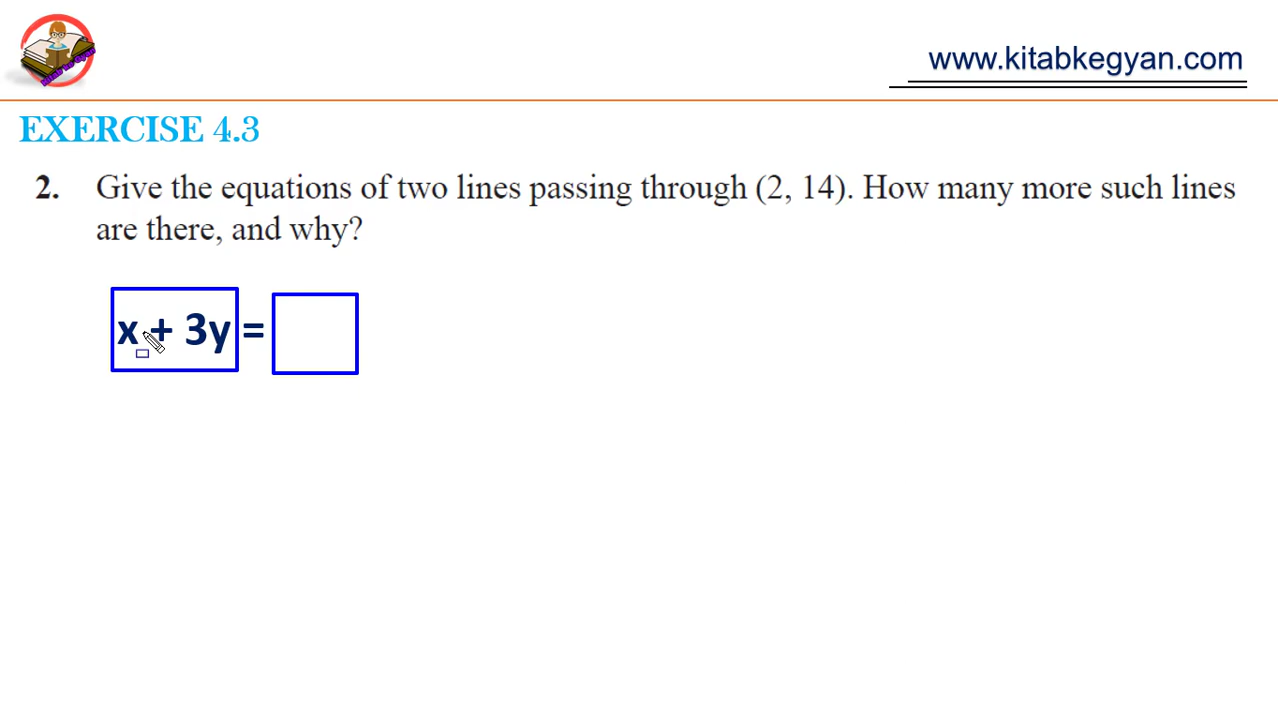 www.kitabkegyan.com
EXERCISE 4.3
2. Give the equations of two lines passing through (2, 14). How many more such lines
are there, and why?
x + 3y =